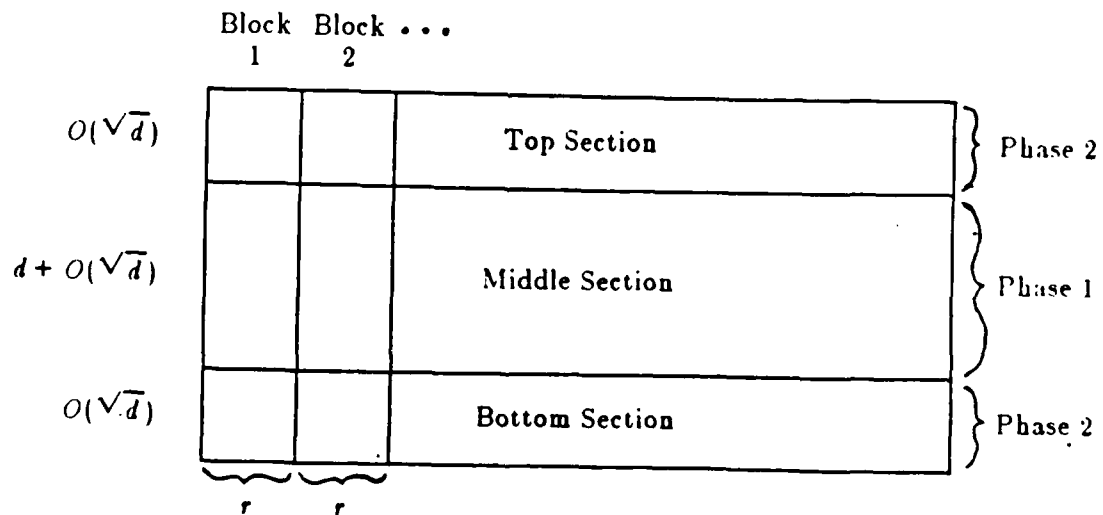 Block Block • • •
1 2
O(√d) Top Section Phase 2
d + O(√d) Middle Section Phase 1
O(√d) Bottom Section Phase 2
r r